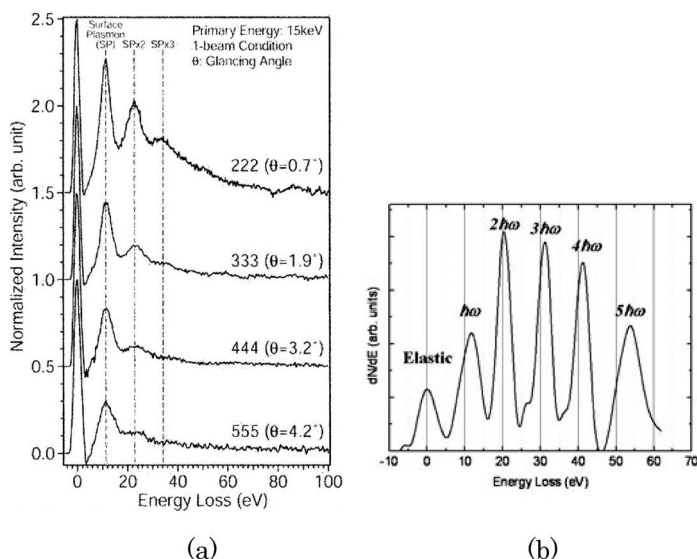 2.5
2.0
1.5
1.0
0.5
0.0
Normalized Intensity (arb. unit)
Surface
Plasmon
(SP) SPx2 SPx3
Primary Energy: 15keV
1-beam Condition
θ: Glancing Angle
222 (θ=0.7°)
333 (θ=1.9°)
444 (θ=3.2°)
555 (θ=4.2°)
0 20 40 60 80 100
Energy Loss (eV)
(a)
dN/dE (arb. units)
Elastic
ħω
2ħω
3ħω
4ħω
5ħω
-10 0 10 20 30 40 50 60 70
Energy Loss (eV)
(b)